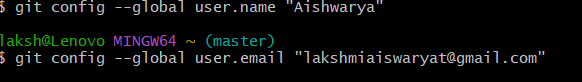 $ git config --global user.name "Aishwarya"
laksh@Lenovo MINGW64 ~ (master)
$ git config --global user.email "lakshmiaiswaryat@gmail.com"